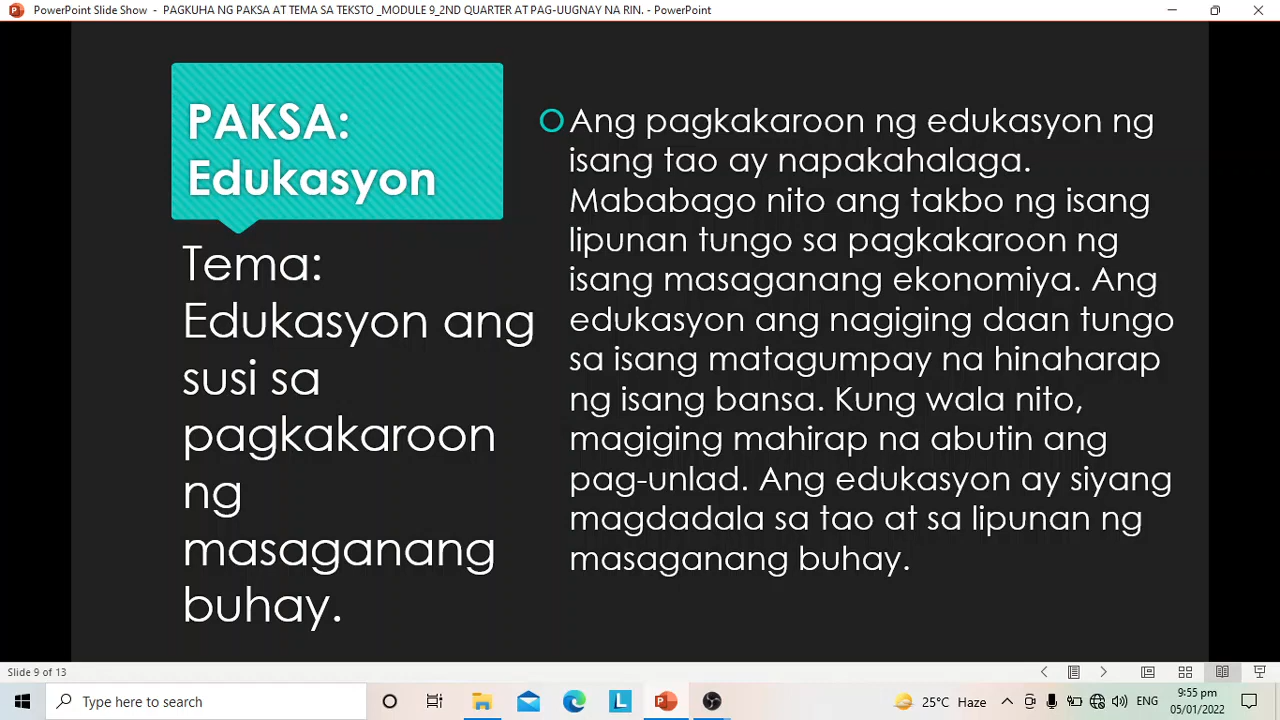 PowerPoint Slide Show - PAGKUHA NG PAKSA AT TEMA SA TEKSTO _MODULE 9_2ND QUARTER AT PAG-UUGNAY NA RIN. - PowerPoint
PAKSA:
Edukasyon
Tema:
Edukasyon ang
susi sa
pagkakaroon
ng
masaganang
buhay.
Ang pagkakaroon ng edukasyon ng
isang tao ay napakahalaga.
Mababago nito ang takbo ng isang
lipunan tungo sa pagkakaroon ng
isang masaganang ekonomiya. Ang
edukasyon ang nagiging daan tungo
sa isang matagumpay na hinaharap
ng isang bansa. Kung wala nito,
magiging mahirap na abutin ang
pag-unlad. Ang edukasyon ay siyang
magdadala sa tao at sa lipunan ng
masaganang buhay.
Slide 9 of 13
Type here to search
L
25°C Haze
ENG
9:55 pm
05/01/2022